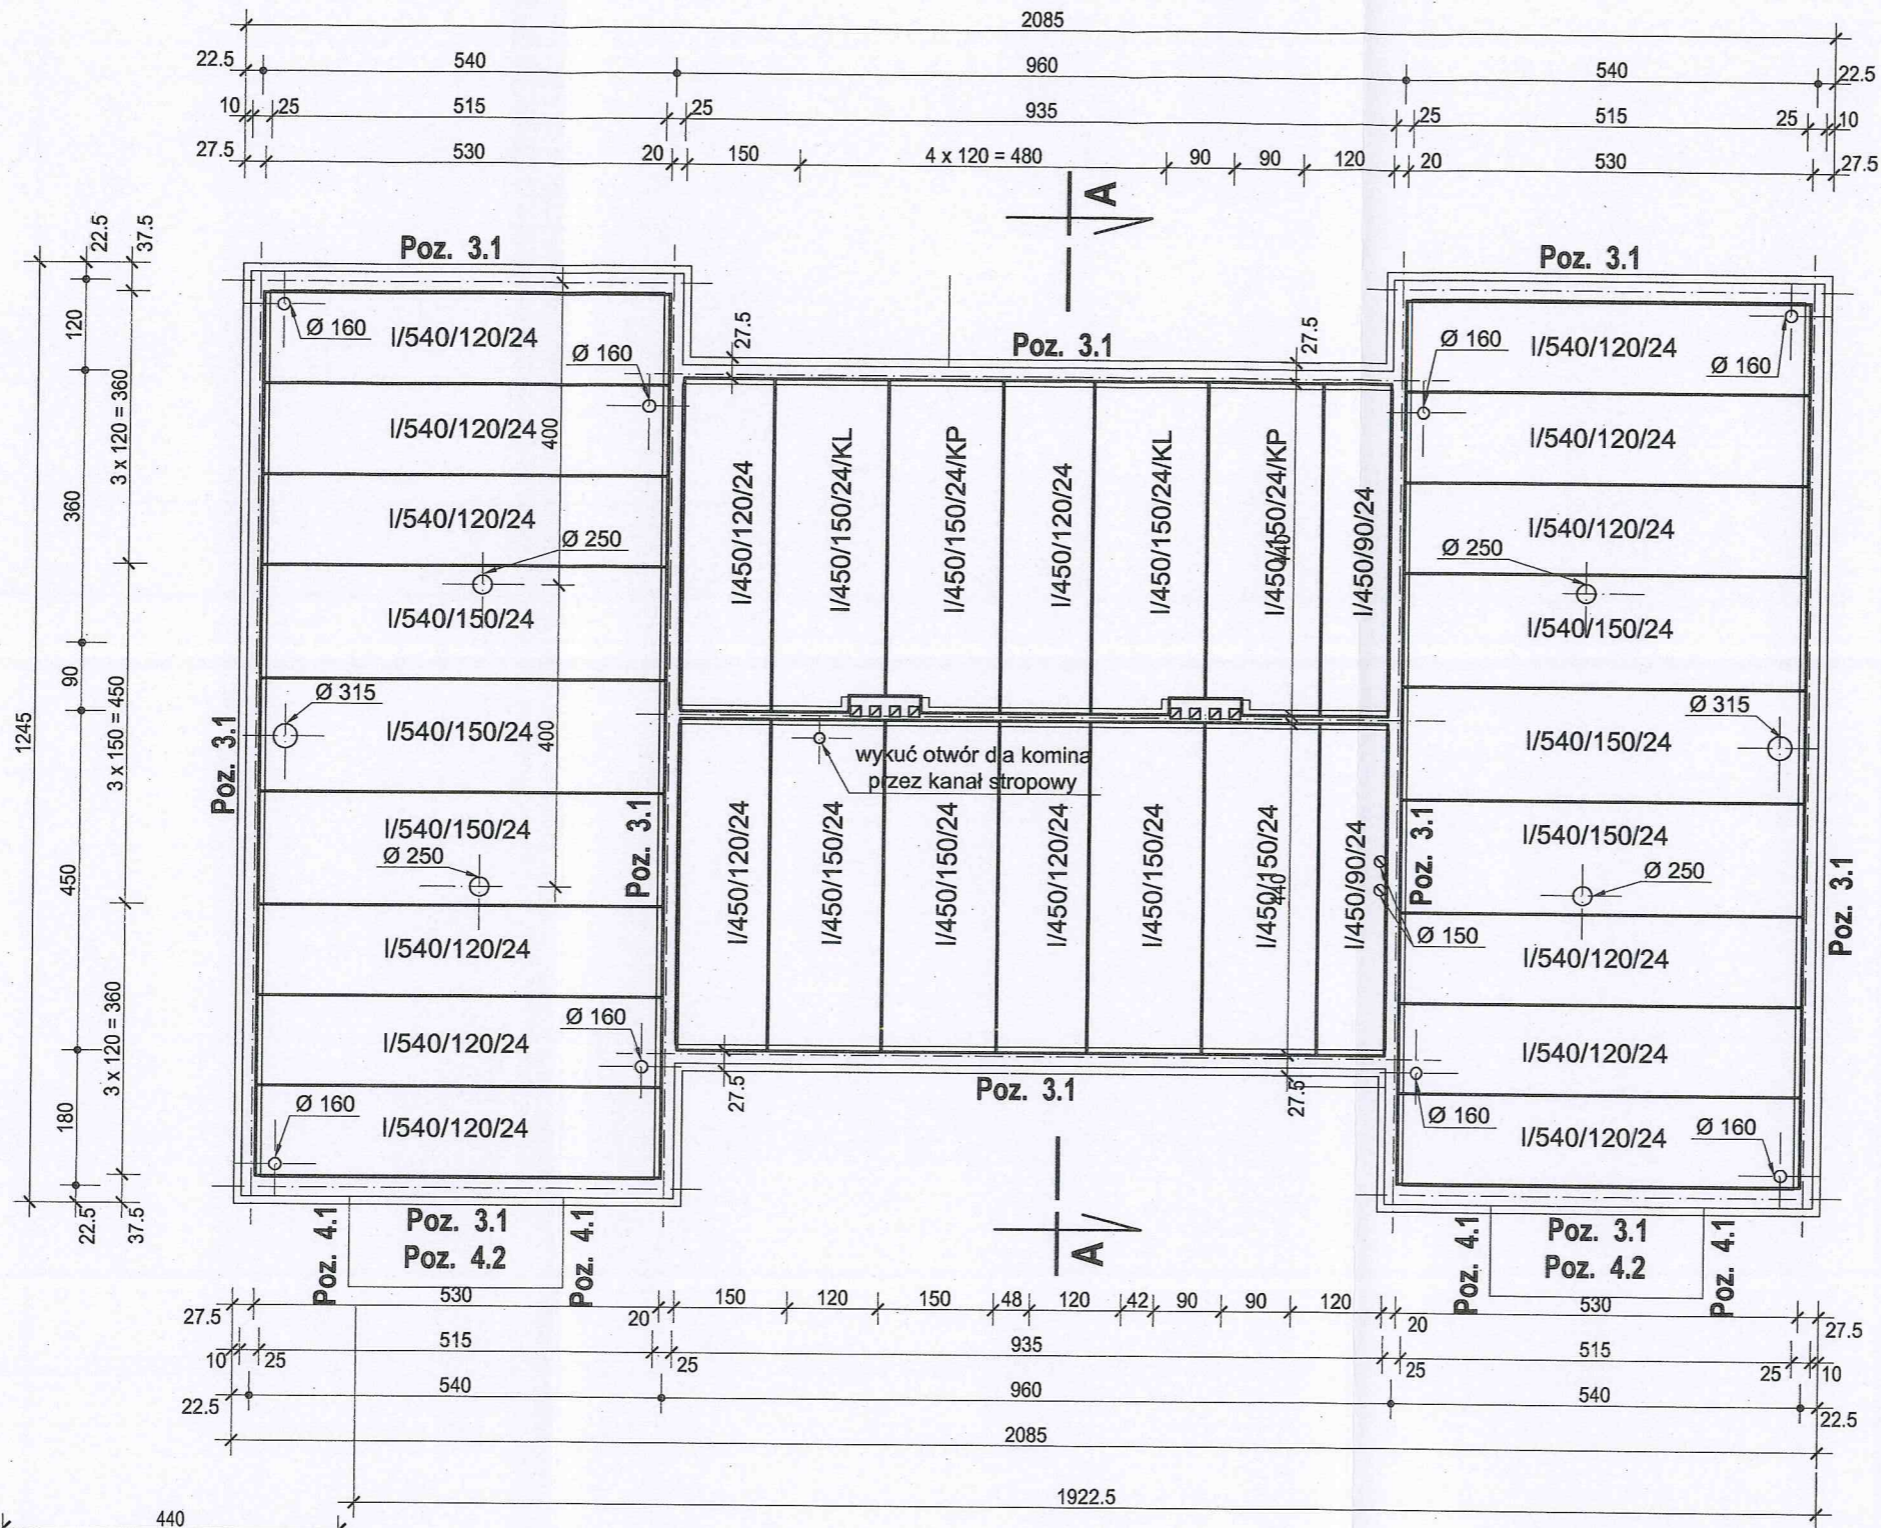 2085
22.5 540 960 540 22.5
10 25 515 25 935 25 515 25 10
27.5 530 20 150 4 x 120 = 480 90 90 120 20 530 27.5
A
22.5 37.5
Poz. 3.1
Poz. 3.1
Poz. 3.1
27.5
27.5
1245
120
360
90
450
180
3 x 120 = 360
3 x 150 = 450
3 x 120 = 360
22.5 37.5
Poz. 3.1
Ø 160
I/540/120/24
Ø 160
I/540/120/24
400
I/540/120/24
Ø 250
I/540/150/24
Ø 315
I/540/150/24
400
I/540/150/24
Ø 250
I/540/120/24
I/540/120/24
Ø 160
Ø 160
I/540/120/24
Poz. 3.1
I/450/120/24
I/450/150/24/KL
I/450/150/24/KP
I/450/120/24
I/450/150/24/KL
I/450/150/24/KP
440
I/450/90/24
wykuć otwór dla komina
przez kanał stropowy
I/450/120/24
I/450/150/24
I/450/150/24
I/450/120/24
I/450/150/24
I/450/150/24
440
I/450/90/24
Ø 150
Poz. 3.1
27.5
Poz. 3.1
27.5
Ø 160
I/540/120/24
Ø 160
I/540/120/24
I/540/120/24
Ø 250
I/540/150/24
Ø 315
I/540/150/24
I/540/150/24
Ø 250
I/540/120/24
I/540/120/24
Ø 160
I/540/120/24
Ø 160
Poz. 3.1
Poz. 4.1
Poz. 3.1
Poz. 4.2
Poz. 4.1
A
Poz. 4.1
Poz. 3.1
Poz. 4.2
Poz. 4.1
27.5 530 20 150 120 150 48 120 42 90 90 120 20 530 27.5
10 25 515 25 935 25 515 25 10
22.5 540 960 540 22.5
2085
1922.5
440